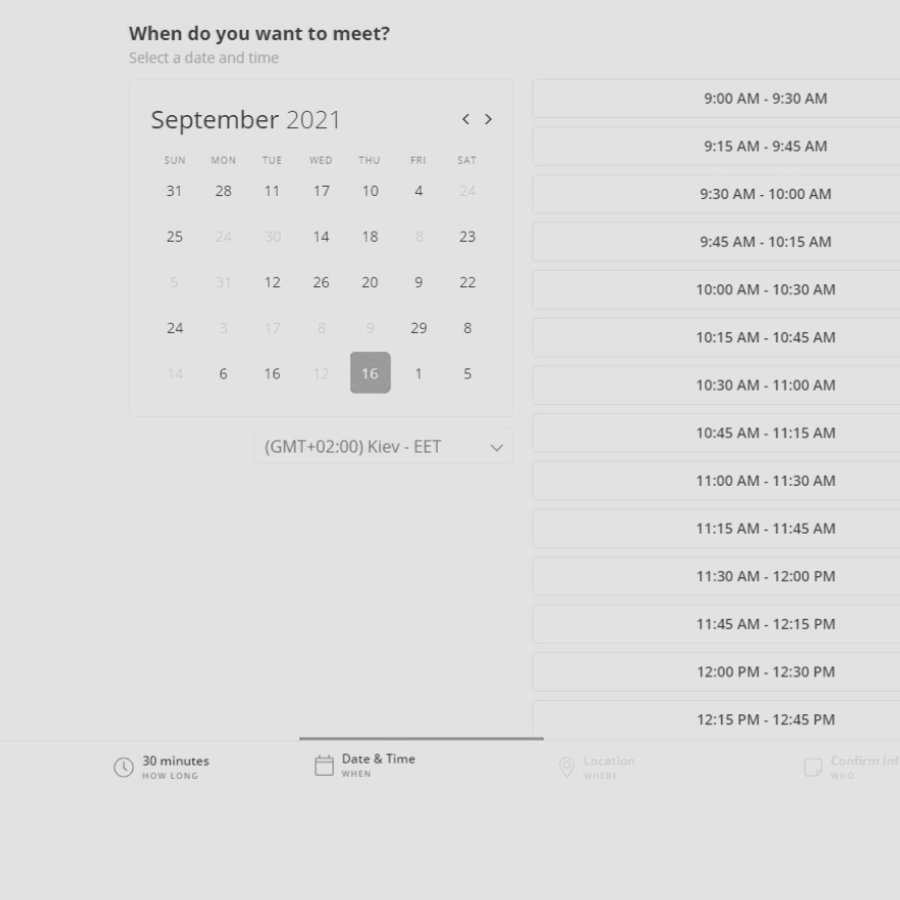 When do you want to meet?
Select a date and time
September 2021
SUN MON TUE WED THU FRI SAT
31 28 11 17 10 4 24
25 24 30 14 18 8 23
5 31 12 26 20 9 22
24 3 17 8 9 29 8
14 6 16 12 16 1 5
(GMT+02:00) Kiev - EET
9:00 AM - 9:30 AM
9:15 AM - 9:45 AM
9:30 AM - 10:00 AM
9:45 AM - 10:15 AM
10:00 AM - 10:30 AM
10:15 AM - 10:45 AM
10:30 AM - 11:00 AM
10:45 AM - 11:15 AM
11:00 AM - 11:30 AM
11:15 AM - 11:45 AM
11:30 AM - 12:00 PM
11:45 AM - 12:15 PM
12:00 PM - 12:30 PM
12:15 PM - 12:45 PM
30 minutes
HOW LONG
Date & Time
WHEN
Location
WHERE
Confirm Inf
WHO